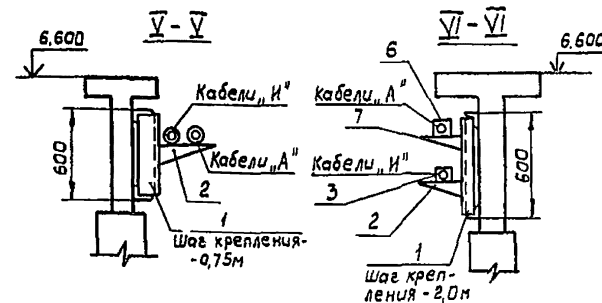 V - V
6,600
Кабели „И"
Кабели „А"
600
2
1
Шаг крепления-
-0,75м
VI - VI
6
6,600
Кабели „А"
7
Кабели „И"
3
2
600
1
Шаг креп-
ления - 2,0м